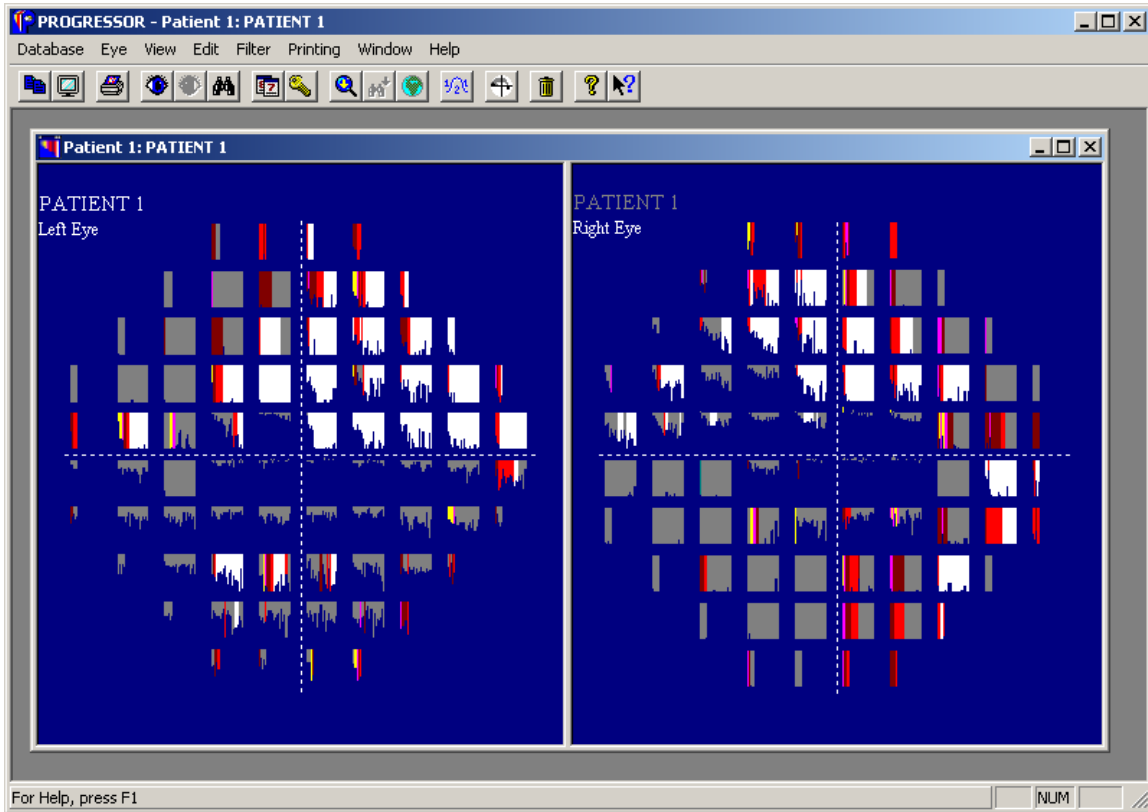 PROGRESSOR - Patient 1: PATIENT 1
Database Eye View Edit Filter Printing Window Help
Patient 1: PATIENT 1
PATIENT 1
Left Eye
PATIENT 1
Right Eye
For Help, press F1
NUM